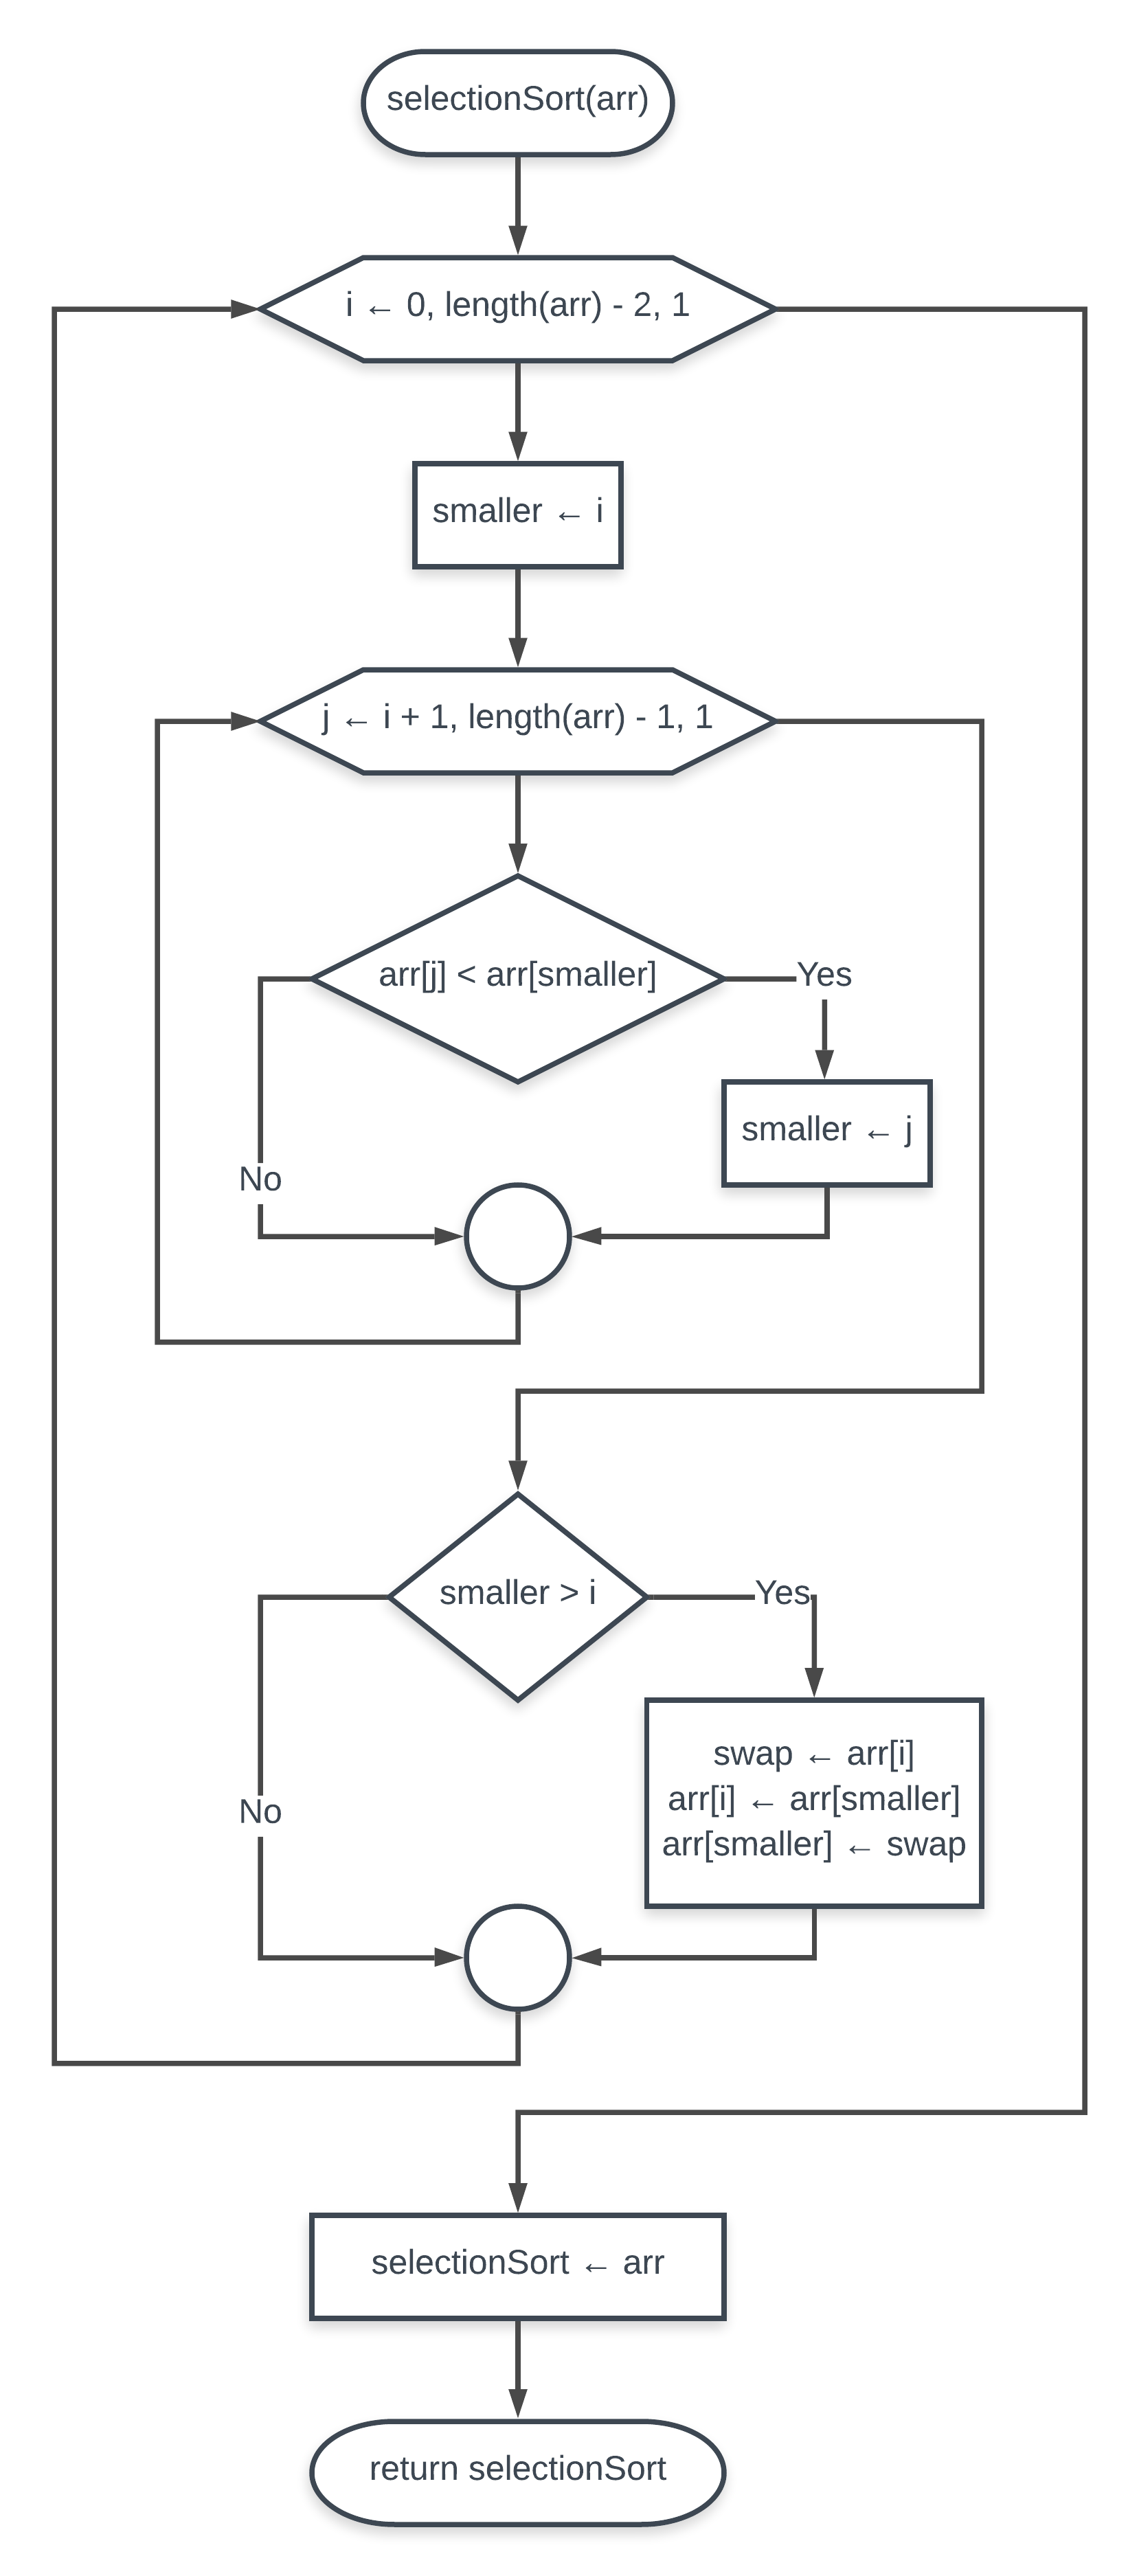 selectionSort(arr)
i ← 0, length(arr) - 2, 1
smaller ← i
j ← i + 1, length(arr) - 1, 1
arr[j] < arr[smaller]
Yes
smaller ← j
No
smaller > i
Yes
swap ← arr[i]
arr[i] ← arr[smaller]
arr[smaller] ← swap
No
selectionSort ← arr
return selectionSort